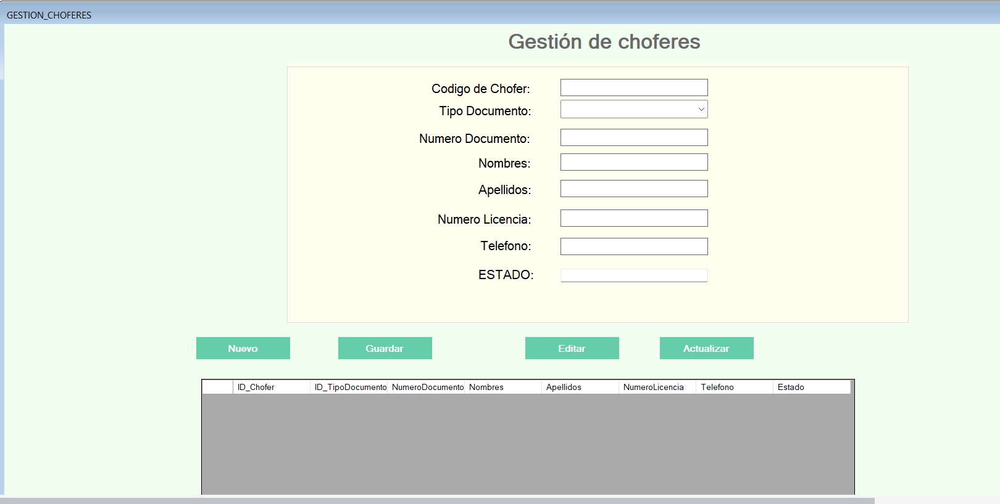 GESTION_CHOFERES
Gestión de choferes
Codigo de Chofer:
Tipo Documento:
Numero Documento:
Nombres:
Apellidos:
Numero Licencia:
Telefono:
ESTADO:
Nuevo Guardar Editar Actualizar
ID_Chofer ID_TipoDocumento NumeroDocumento Nombres Apellidos NumeroLicencia Telefono Estado